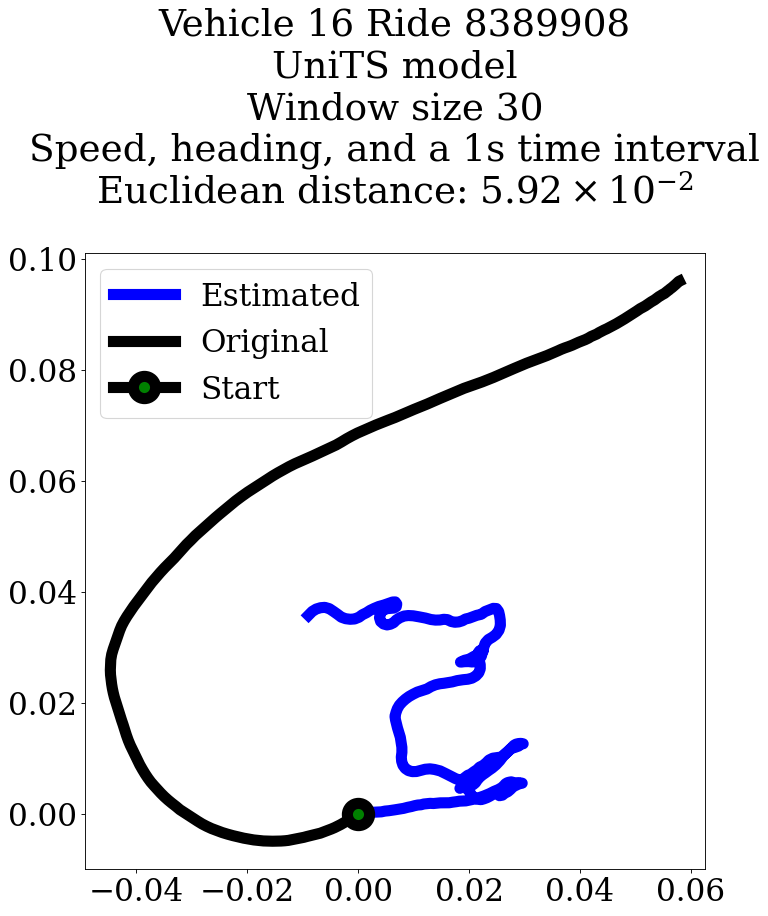 Vehicle 16 Ride 8389908
UniTS model
Window size 30
Speed, heading, and a 1s time interval
Euclidean distance: 5.92 × 10⁻²
0.10
Estimated
Original
Start
0.08
0.06
0.04
0.02
0.00
−0.04 −0.02 0.00 0.02 0.04 0.06